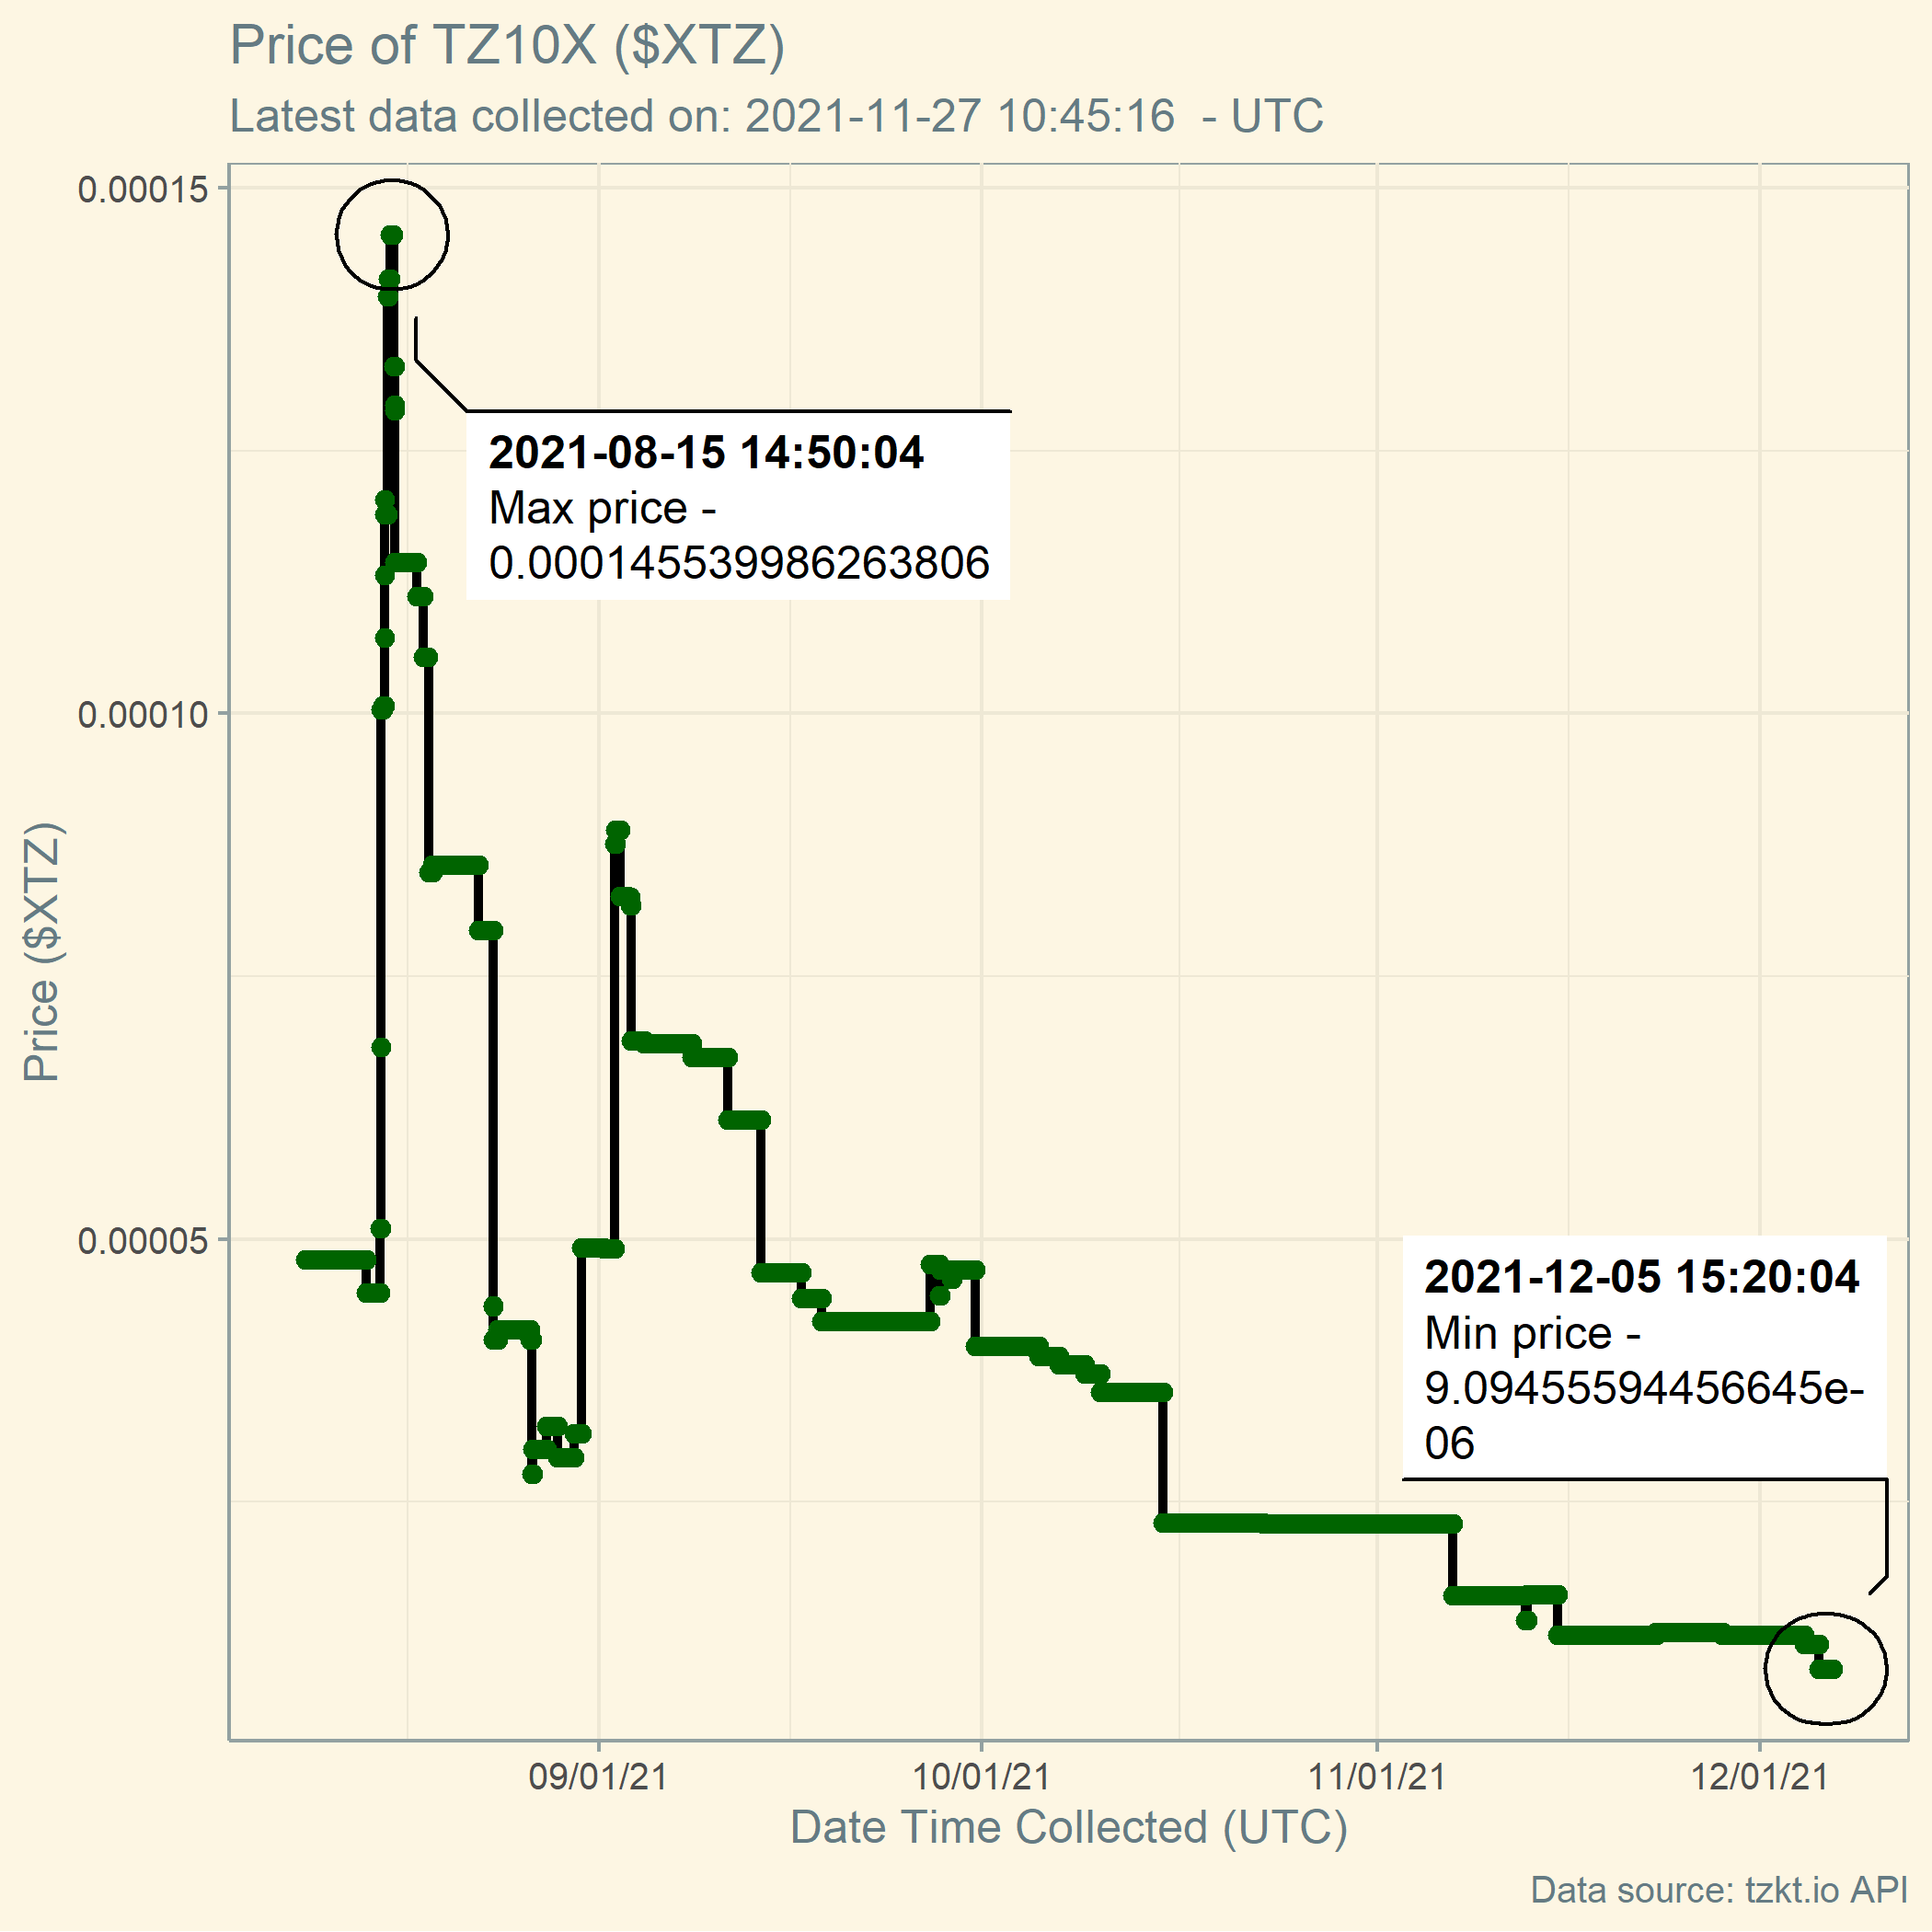 Price of TZ10X ($XTZ)
Latest data collected on: 2021-11-27 10:45:16  - UTC
0.00015
0.00010
0.00005
Price ($XTZ)
2021-08-15 14:50:04
Max price -
0.000145539986263806
2021-12-05 15:20:04
Min price -
9.09455594456645e-
06
09/01/21
10/01/21
11/01/21
12/01/21
Date Time Collected (UTC)
Data source: tzkt.io API